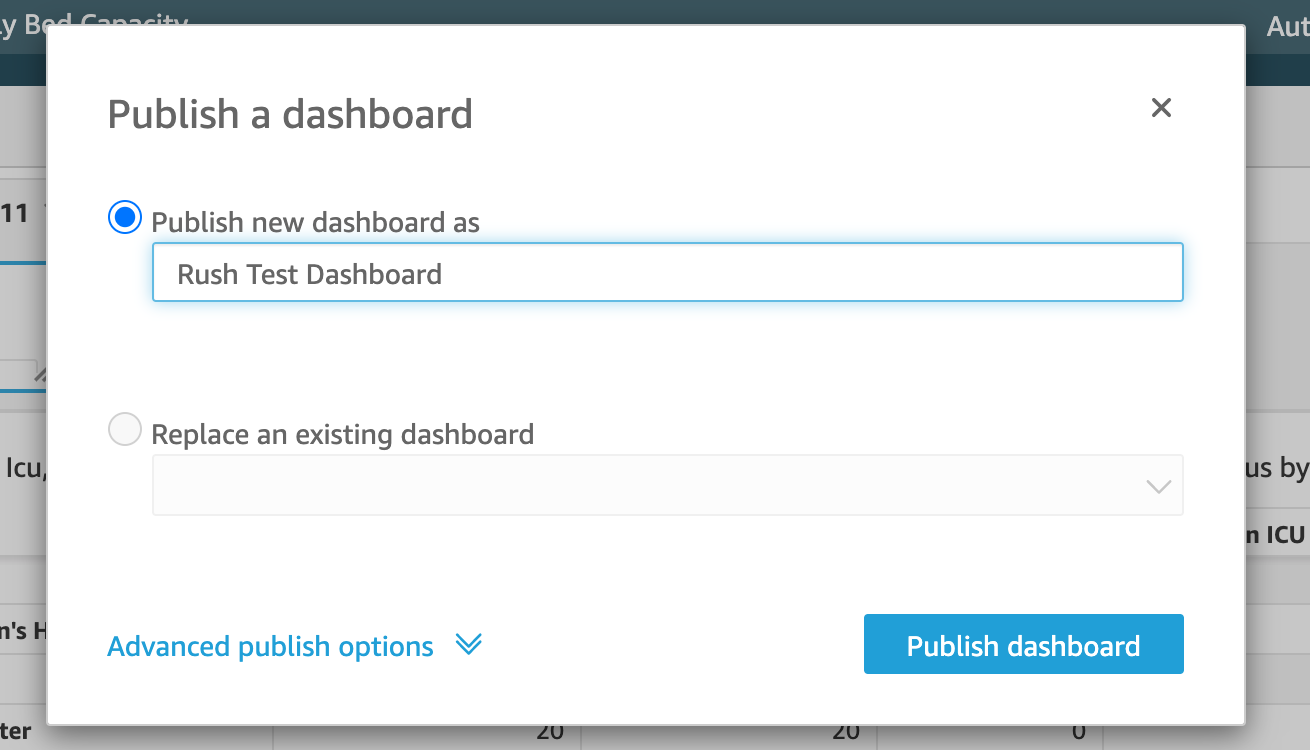 y Bed Capacity
Aut
Publish a dashboard
11
Publish new dashboard as
Rush Test Dashboard
Replace an existing dashboard
Icu,
us by
n ICU
n's H
Advanced publish options
Publish dashboard
ter
20
20
0